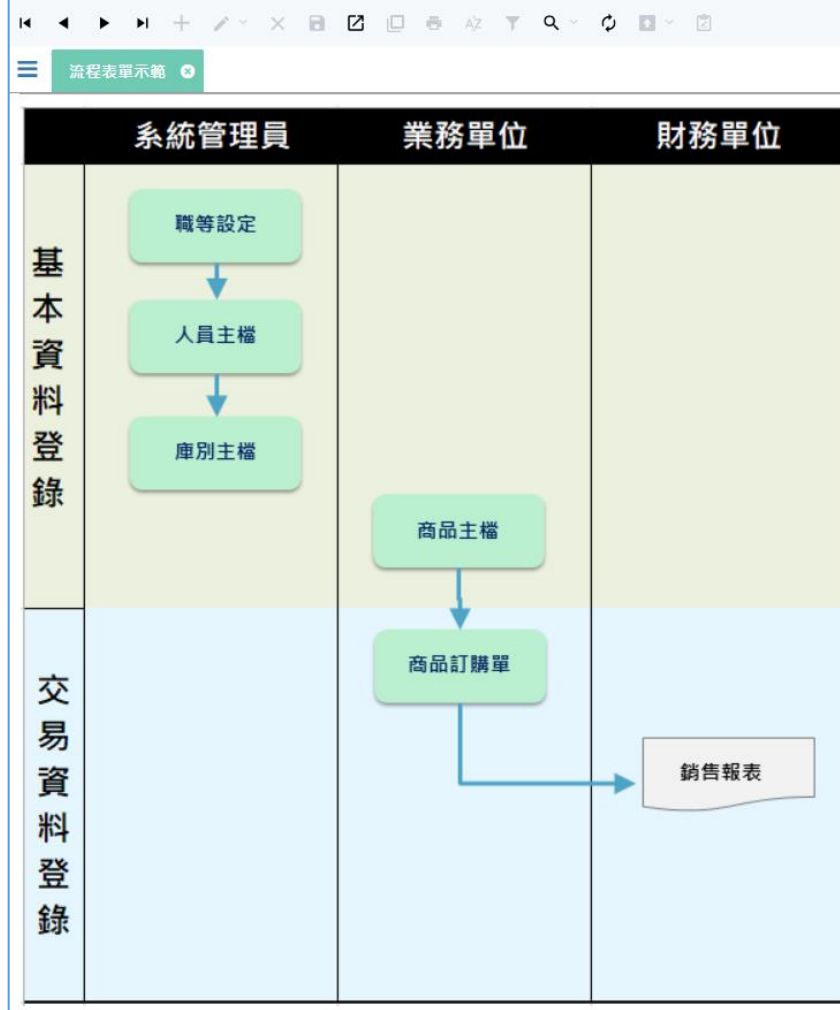 流程表單示範
系統管理員
業務單位
財務單位
基本資料登錄
職等設定
人員主檔
庫別主檔
商品主檔
交易資料登錄
商品訂購單
銷售報表